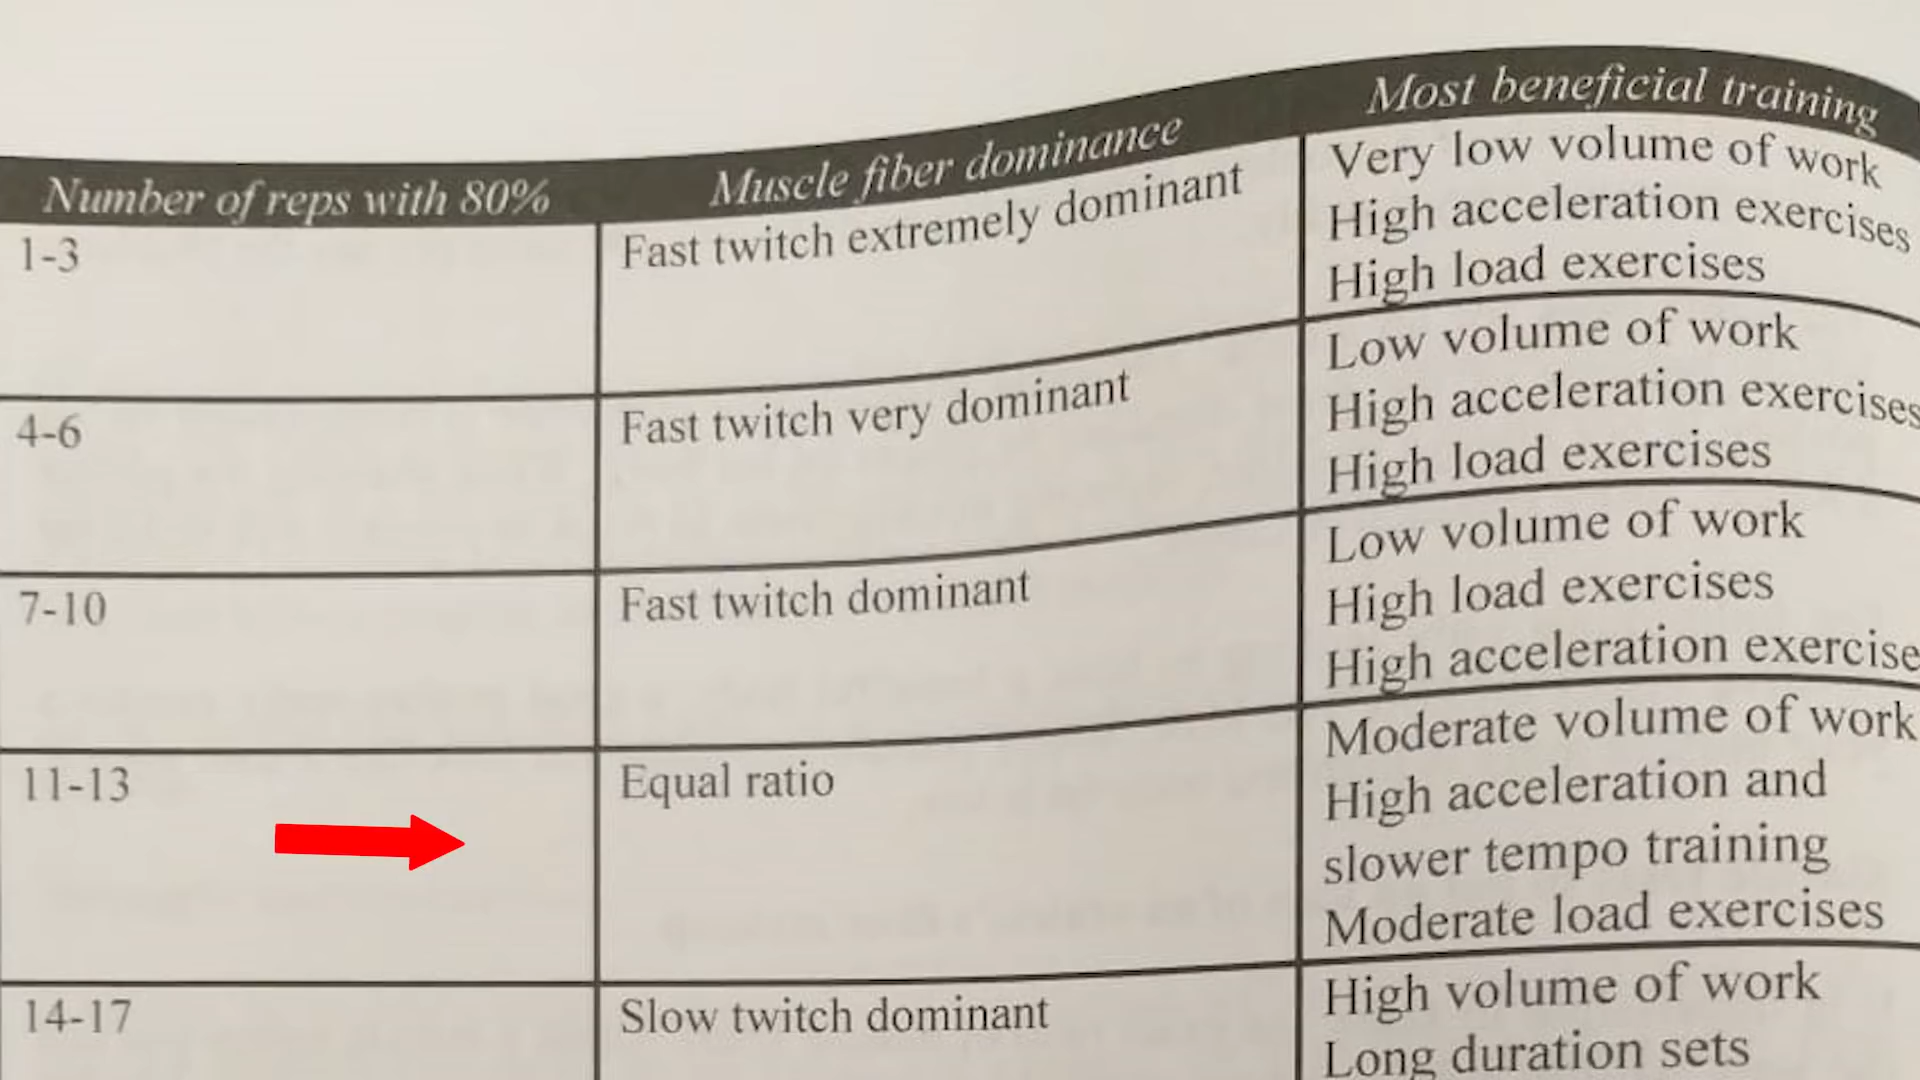 Number of reps with 80%
Muscle fiber dominance
Most beneficial training
1-3
Fast twitch extremely dominant
Very low volume of work
High acceleration exercises
High load exercises
4-6
Fast twitch very dominant
Low volume of work
High acceleration exercises
High load exercises
7-10
Fast twitch dominant
Low volume of work
High load exercises
High acceleration exercise
11-13
Equal ratio
Moderate volume of work
High acceleration and
slower tempo training
Moderate load exercises
14-17
Slow twitch dominant
High volume of work
Long duration sets